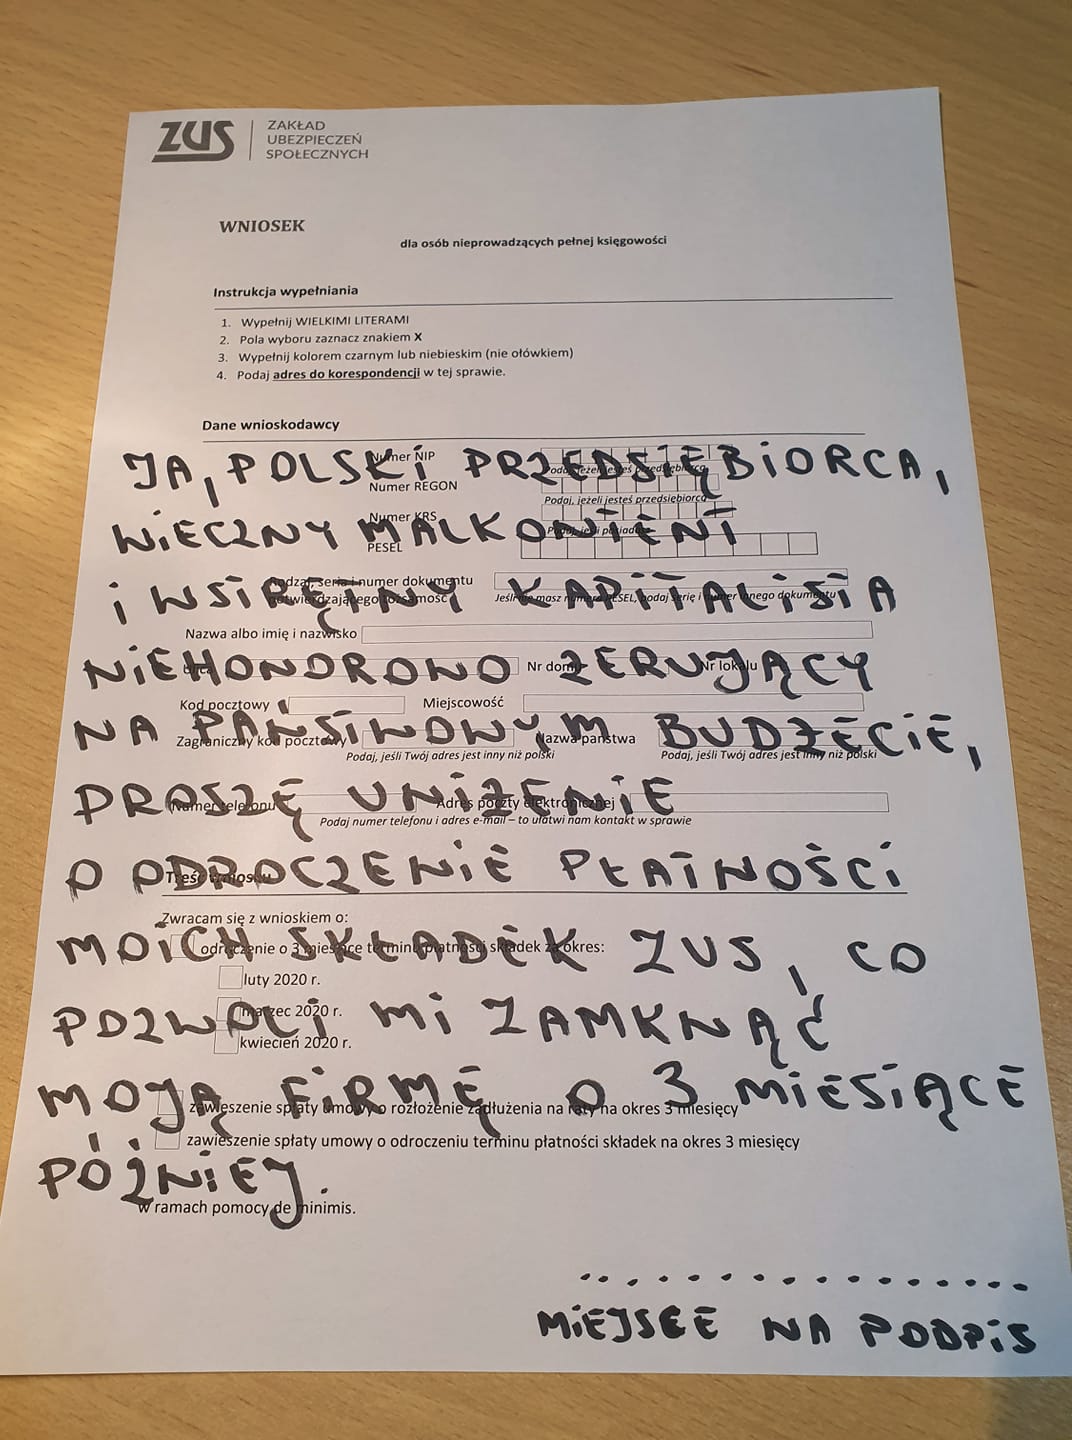 ZUS
ZAKŁAD
UBEZPIECZEŃ
SPOŁECZNYCH
WNIOSEK
dla osób nieprowadzących pełnej księgowości
Instrukcja wypełniania
1. Wypełnij WIELKIMI LITERAMI
2. Pola wyboru zaznacz znakiem X
3. Wypełnij kolorem czarnym lub niebieskim (nie ołówkiem)
4. Podaj adres do korespondencji w tej sprawie.
Dane wnioskodawcy
Numer NIP
JA, POLSKI PRZEDSIĘBIORCA,
Podaj, jeżeli jesteś przedsiębiorcą
Numer REGON
Podaj, jeżeli jesteś przedsiębiorcą
Numer KRS
WIECZNY MALKONTENT
Podaj, jeśli posiadasz
PESEL
Rodzaj, seria i numer dokumentu
potwierdzającego tożsamość
I WSTRĘTNY KAPITALISTA
Jeśli nie masz numeru PESEL, podaj serię i numer innego dokumentu
Nazwa albo imię i nazwisko
Ulica Nr domu Nr lokalu
NIEHONOROWO ŻERUJĄCY
Kod pocztowy Miejscowość
NA PAŃSTWOWYM BUDŻECIE,
Zagraniczny kod pocztowy Nazwa państwa
Podaj, jeśli Twój adres jest inny niż polski Podaj, jeśli Twój adres jest inny niż polski
PROSZĘ UNIŻENIE
Numer telefonu Adres poczty elektronicznej
Podaj numer telefonu i adres e-mail – to ułatwi nam kontakt w sprawie
O ODROCZENIE PŁATNOŚCI
Treść wniosku
Zwracam się z wnioskiem o:
MOICH SKŁADEK ZUS, CO
odroczenie o 3 miesiące terminu płatności składek za okres:
luty 2020 r.
marzec 2020 r.
POZWOLI MI ZAMKNĄĆ
kwiecień 2020 r.
MOJĄ FIRMĘ O 3 MIESIĄCE
zawieszenie spłaty umowy o rozłożenie zadłużenia na raty na okres 3 miesięcy
zawieszenie spłaty umowy o odroczeniu terminu płatności składek na okres 3 miesięcy
PÓŹNIEJ.
w ramach pomocy de minimis.
...............
MIEJSCE NA PODPIS